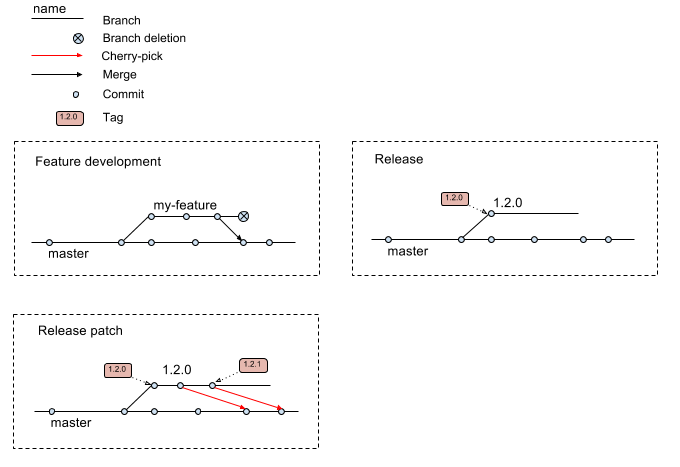 name
Branch
Branch deletion
Cherry-pick
Merge
Commit
1.2.0
Tag
Feature development
my-feature
master
Release
1.2.0
1.2.0
master
Release patch
1.2.0
1.2.0
1.2.1
master